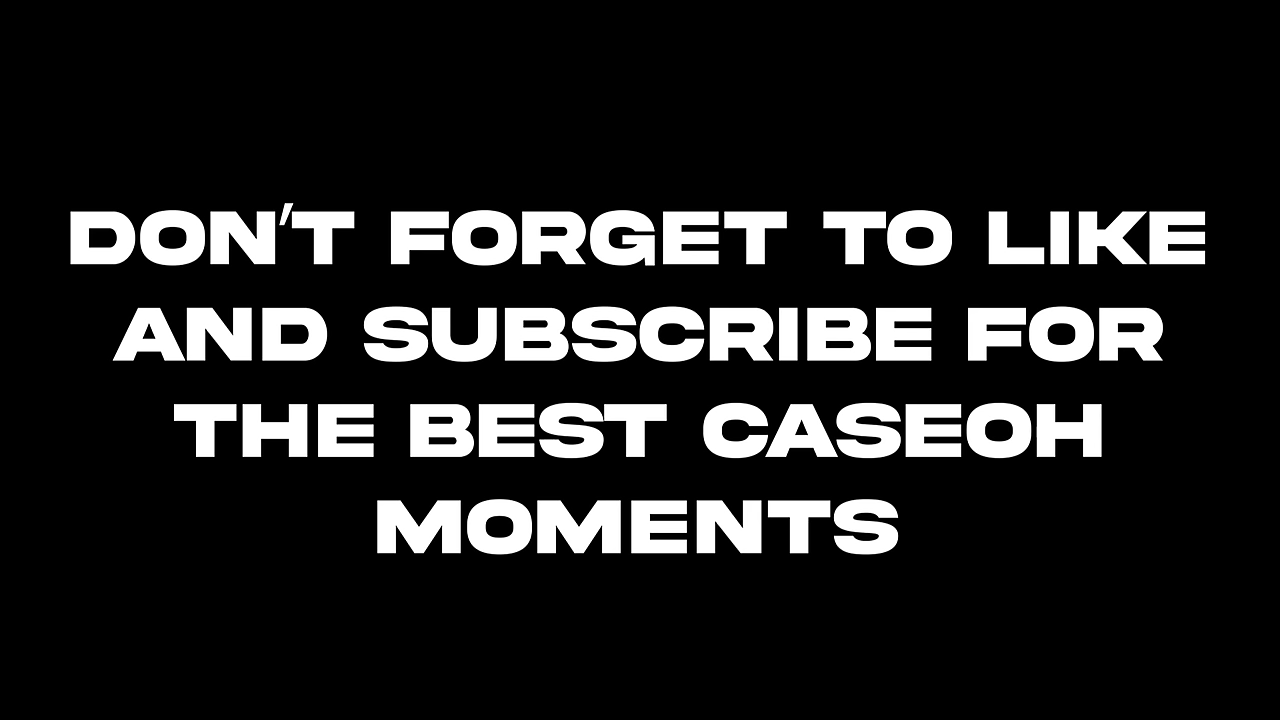 DON'T FORGET TO LIKE
AND SUBSCRIBE FOR
THE BEST CASEOH
MOMENTS